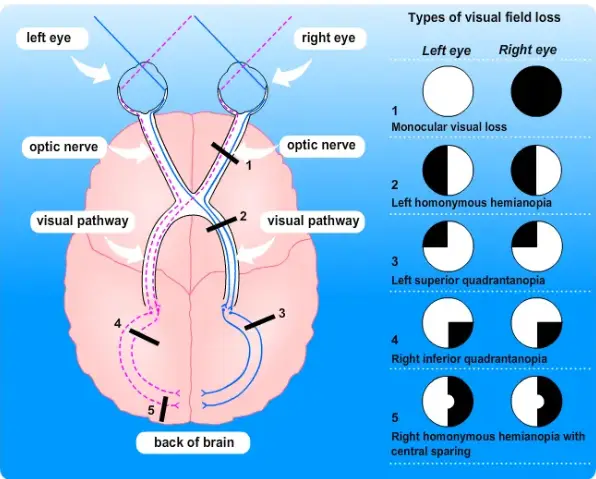 left eye
right eye
optic nerve
optic nerve
1
visual pathway
2
visual pathway
3
4
5
back of brain
Types of visual field loss
Left eye
Right eye
1
Monocular visual loss
2
Left homonymous hemianopia
3
Left superior quadrantanopia
4
Right inferior quadrantanopia
5
Right homonymous hemianopia with
central sparing